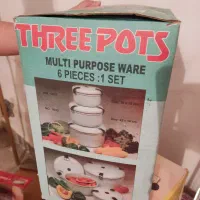 THREE POTS
MULTI PURPOSE WARE
6 PIECES :1 SET